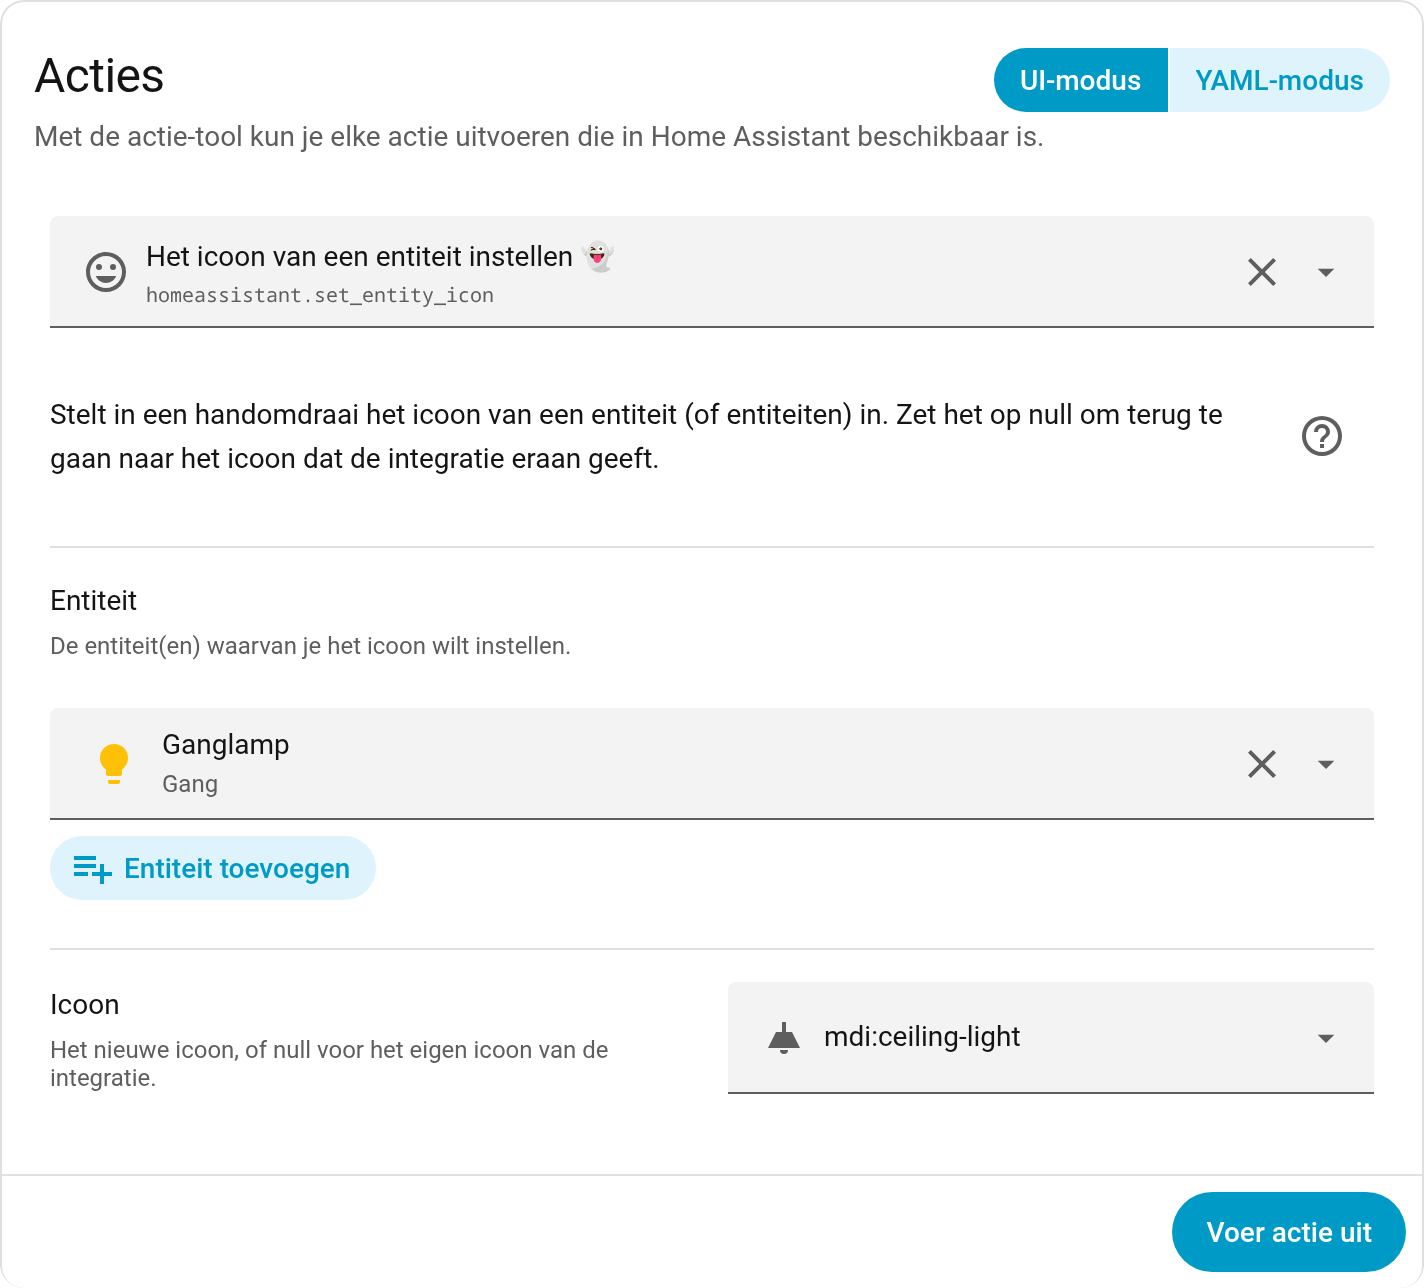 Acties
UI-modus
YAML-modus
Met de actie-tool kun je elke actie uitvoeren die in Home Assistant beschikbaar is.
Het icoon van een entiteit instellen 👻
homeassistant.set_entity_icon
Stelt in een handomdraai het icoon van een entiteit (of entiteiten) in. Zet het op null om terug te
gaan naar het icoon dat de integratie eraan geeft.
Entiteit
De entiteit(en) waarvan je het icoon wilt instellen.
Ganglamp
Gang
Entiteit toevoegen
Icoon
Het nieuwe icoon, of null voor het eigen icoon van de
integratie.
mdi:ceiling-light
Voer actie uit